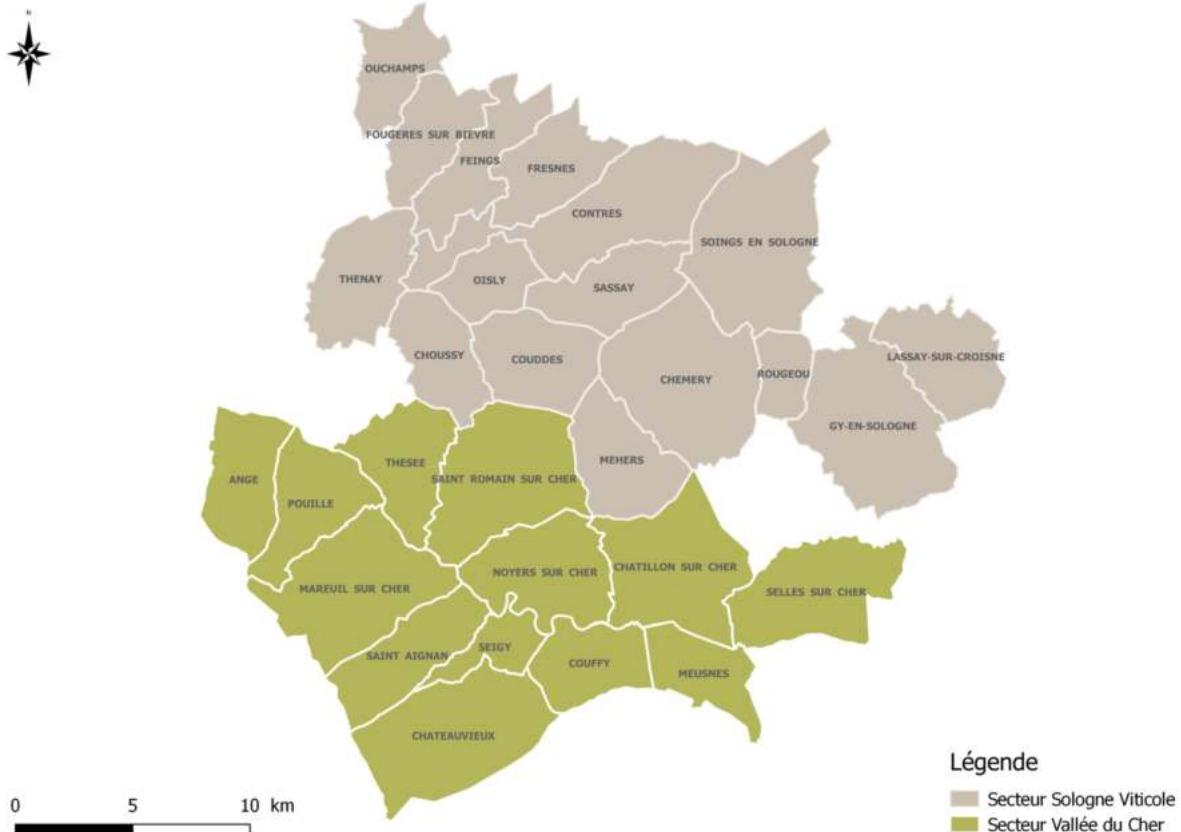 N
OUCHAMPS
FOUGERES SUR BIEVRE
FEINGS
FRESNES
CONTRES
SOINGS EN SOLOGNE
THENAY
OISLY
SASSAY
CHOUSSY
COUDDES
CHEMERY
ROUGEOU
LASSAY-SUR-CROISNE
GY-EN-SOLOGNE
MEHERS
THESEE
SAINT ROMAIN SUR CHER
ANGE
POUILLE
MAREUIL SUR CHER
NOYERS SUR CHER
CHATILLON SUR CHER
SELLES SUR CHER
SAINT AIGNAN
SEIGY
COUFFY
MEUSNES
CHATEAUVIEUX
Légende
Secteur Sologne Viticole
Secteur Vallée du Cher
0 5 10 km